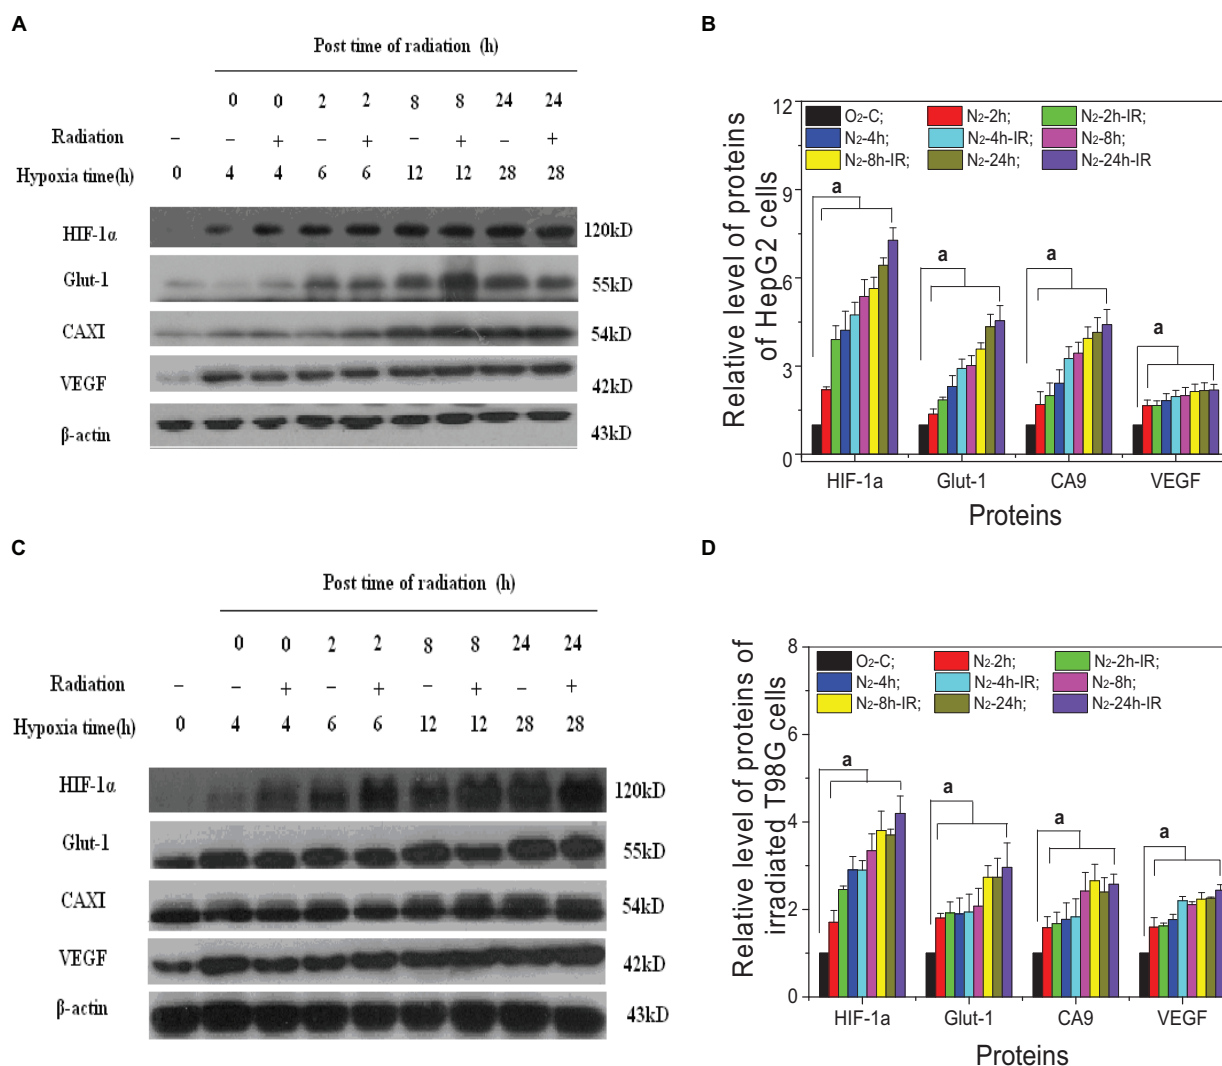 A
Post time of radiation (h)
0 0 2 2 8 8 24 24
Radiation – – + – + – + – +
Hypoxia time(h) 0 4 4 6 6 12 12 28 28
HIF-1α 120kD
Glut-1 55kD
CAXI 54kD
VEGF 42kD
β-actin 43kD
B
Relative level of proteins
of HepG2 cells
12
9
6
3
0
O2-C; N2-2h; N2-2h-IR;
N2-4h; N2-4h-IR; N2-8h;
N2-8h-IR; N2-24h; N2-24h-IR
a a a a
HIF-1a Glut-1 CA9 VEGF
Proteins
C
Post time of radiation (h)
0 0 2 2 8 8 24 24
Radiation – – + – + – + – +
Hypoxia time(h) 0 4 4 6 6 12 12 28 28
HIF-1α 120kD
Glut-1 55kD
CAXI 54kD
VEGF 42kD
β-actin 43kD
D
Relative level of proteins of
irradiated T98G cells
8
6
4
2
0
O2-C; N2-2h; N2-2h-IR;
N2-4h; N2-4h-IR; N2-8h;
N2-8h-IR; N2-24h; N2-24h-IR
a a a a
HIF-1a Glut-1 CA9 VEGF
Proteins